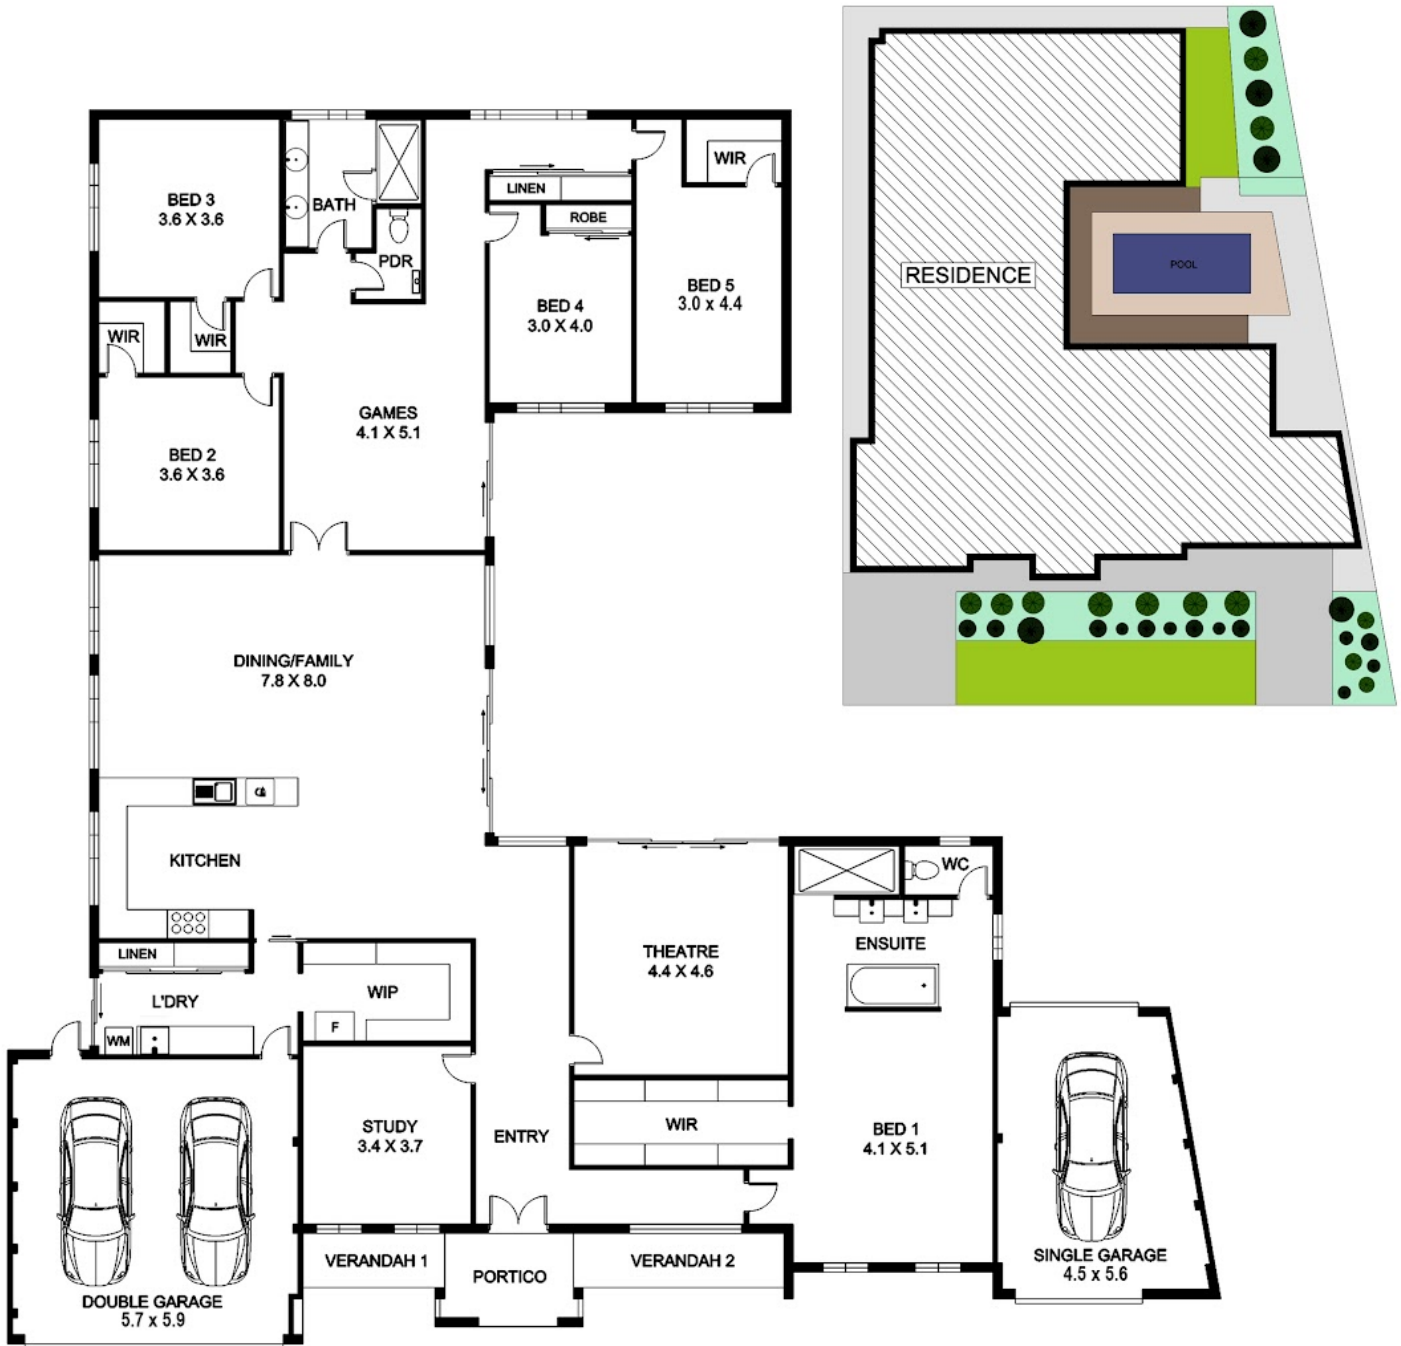 BED 3
3.6 X 3.6
BATH
PDR
LINEN
ROBE
WIR
BED 4
3.0 X 4.0
BED 5
3.0 x 4.4
WIR
WIR
GAMES
4.1 X 5.1
BED 2
3.6 X 3.6
DINING/FAMILY
7.8 X 8.0
KITCHEN
LINEN
L'DRY
WIP
F
WM
STUDY
3.4 X 3.7
ENTRY
THEATRE
4.4 X 4.6
WIR
WC
ENSUITE
BED 1
4.1 X 5.1
VERANDAH 1
PORTICO
VERANDAH 2
DOUBLE GARAGE
5.7 x 5.9
SINGLE GARAGE
4.5 x 5.6
RESIDENCE
POOL